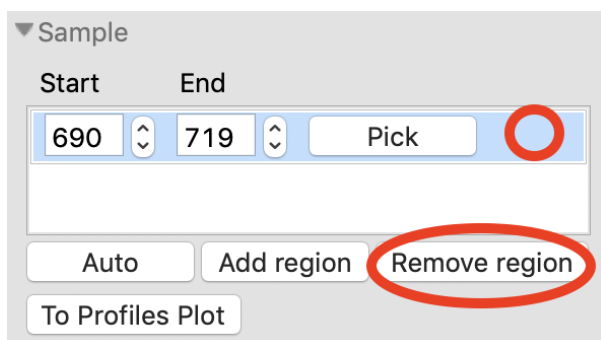 Sample
Start End
690 719 Pick
Auto Add region Remove region
To Profiles Plot